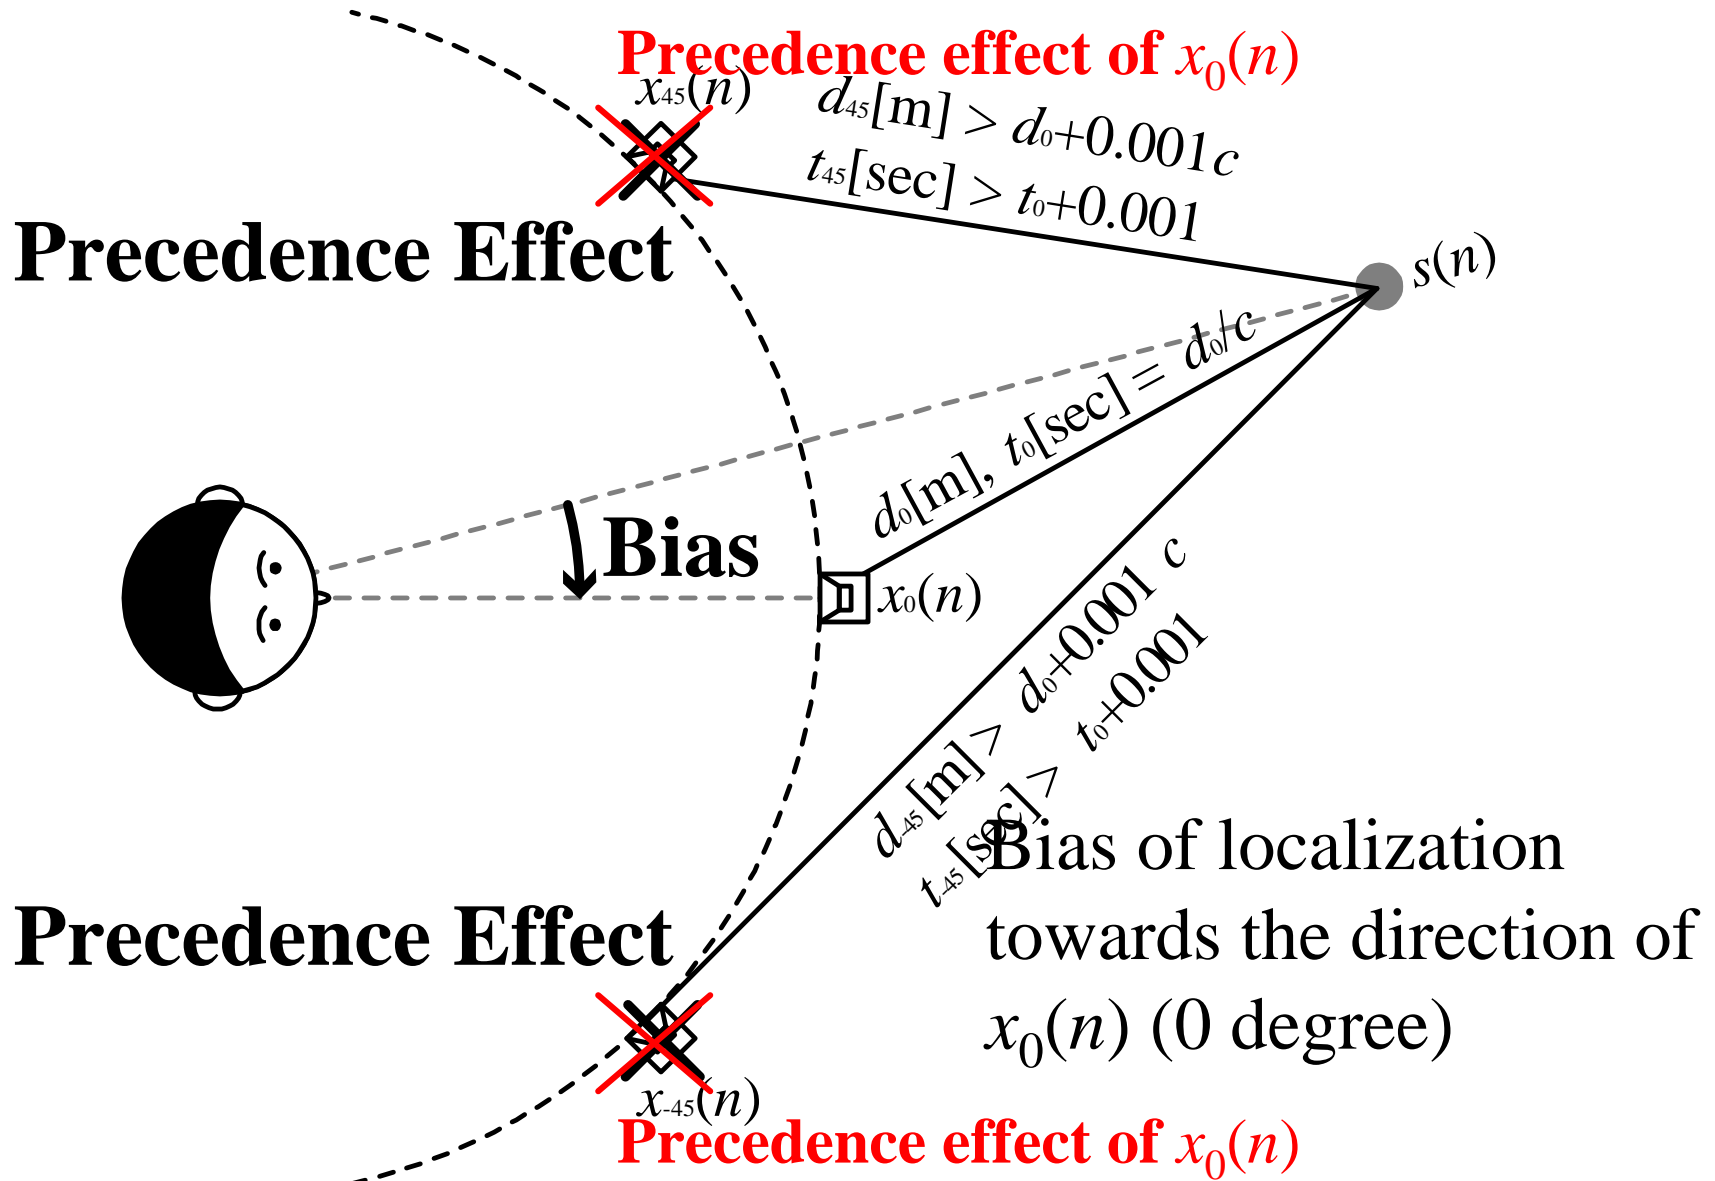 Precedence effect of x₀(n)
x₄₅(n)
d₄₅[m] > d₀+0.001c
t₄₅[sec] > t₀+0.001
Precedence Effect
s(n)
d₀[m], t₀[sec] = d₀/c
Bias
x₀(n)
d₋₄₅[m] > d₀+0.001 c
t₋₄₅[sec] > t₀+0.001
Bias of localization
towards the direction of
x₀(n) (0 degree)
Precedence Effect
x₋₄₅(n)
Precedence effect of x₀(n)